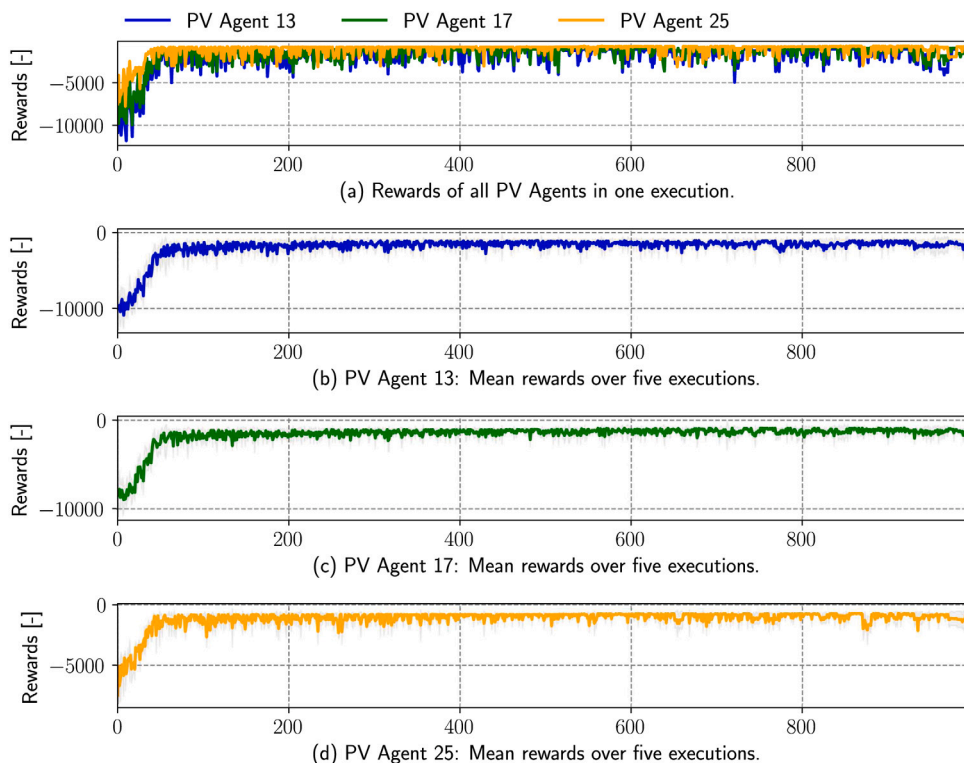 PV Agent 13 PV Agent 17 PV Agent 25
Rewards [-]
−5000
−10000
0 200 400 600 800
(a) Rewards of all PV Agents in one execution.
Rewards [-]
0
−10000
0 200 400 600 800
(b) PV Agent 13: Mean rewards over five executions.
Rewards [-]
0
−10000
0 200 400 600 800
(c) PV Agent 17: Mean rewards over five executions.
Rewards [-]
0
−5000
0 200 400 600 800
(d) PV Agent 25: Mean rewards over five executions.